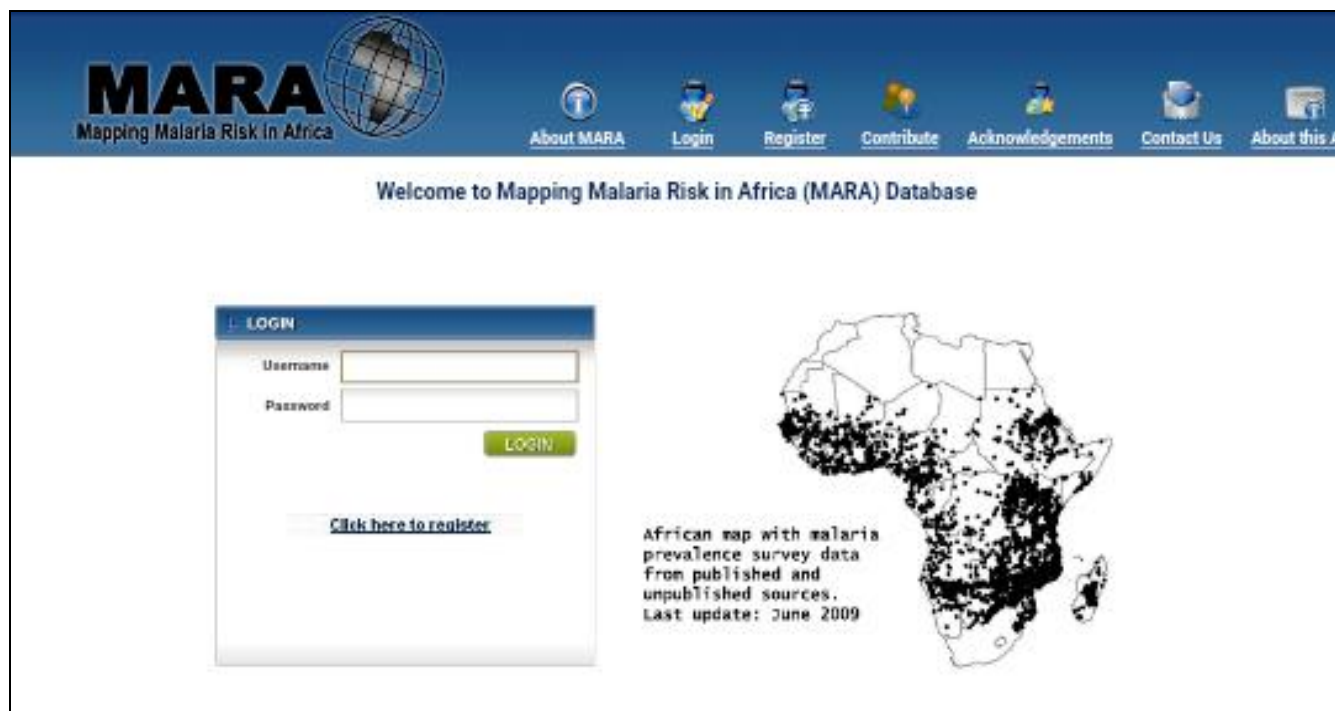 MARA
Mapping Malaria Risk in Africa
About MARA Login Register Contribute Acknowledgements Contact Us About this A
Welcome to Mapping Malaria Risk in Africa (MARA) Database
LOGIN
Username
Password
LOGIN
Click here to register
African map with malaria
prevalence survey data
from published and
unpublished sources.
Last update: June 2009